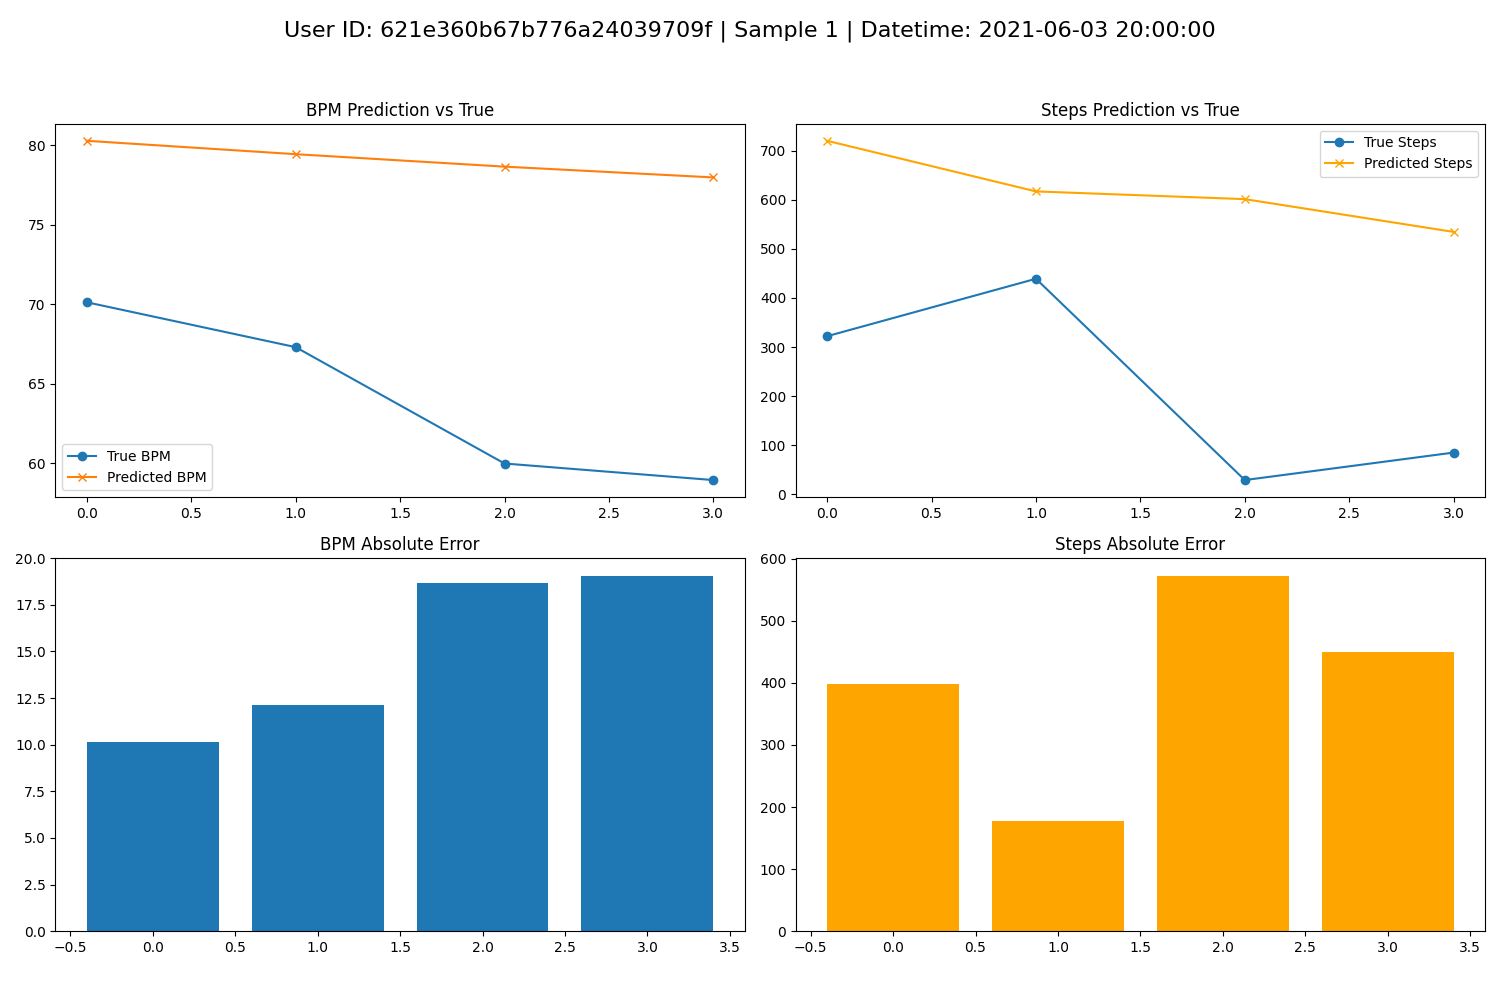 User ID: 621e360b67b776a24039709f | Sample 1 | Datetime: 2021-06-03 20:00:00
BPM Prediction vs True
80
75
70
65
60
True BPM
Predicted BPM
0.0 0.5 1.0 1.5 2.0 2.5 3.0
Steps Prediction vs True
700
600
500
400
300
200
100
0
True Steps
Predicted Steps
0.0 0.5 1.0 1.5 2.0 2.5 3.0
BPM Absolute Error
20.0
17.5
15.0
12.5
10.0
7.5
5.0
2.5
0.0
−0.5 0.0 0.5 1.0 1.5 2.0 2.5 3.0 3.5
Steps Absolute Error
600
500
400
300
200
100
0
−0.5 0.0 0.5 1.0 1.5 2.0 2.5 3.0 3.5